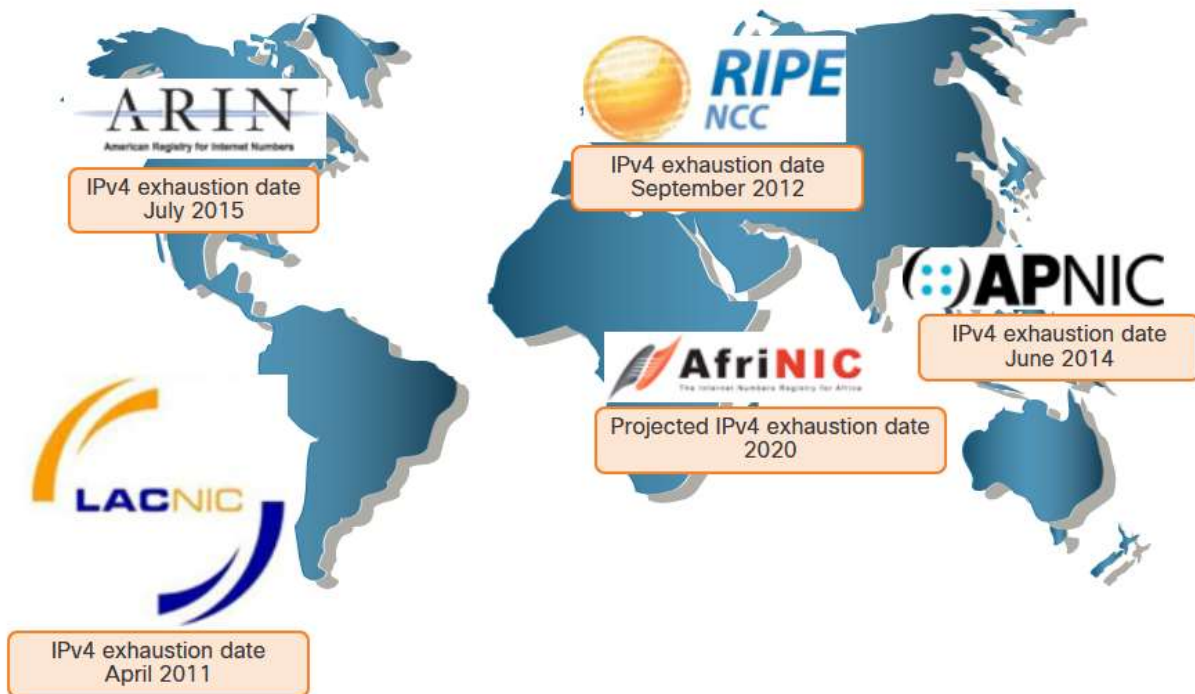 ARIN
American Registry for Internet Numbers
IPv4 exhaustion date
July 2015
RIPE
NCC
IPv4 exhaustion date
September 2012
APNIC
IPv4 exhaustion date
June 2014
AfriNIC
The Internet Numbers Registry for Africa
Projected IPv4 exhaustion date
2020
LACNIC
IPv4 exhaustion date
April 2011